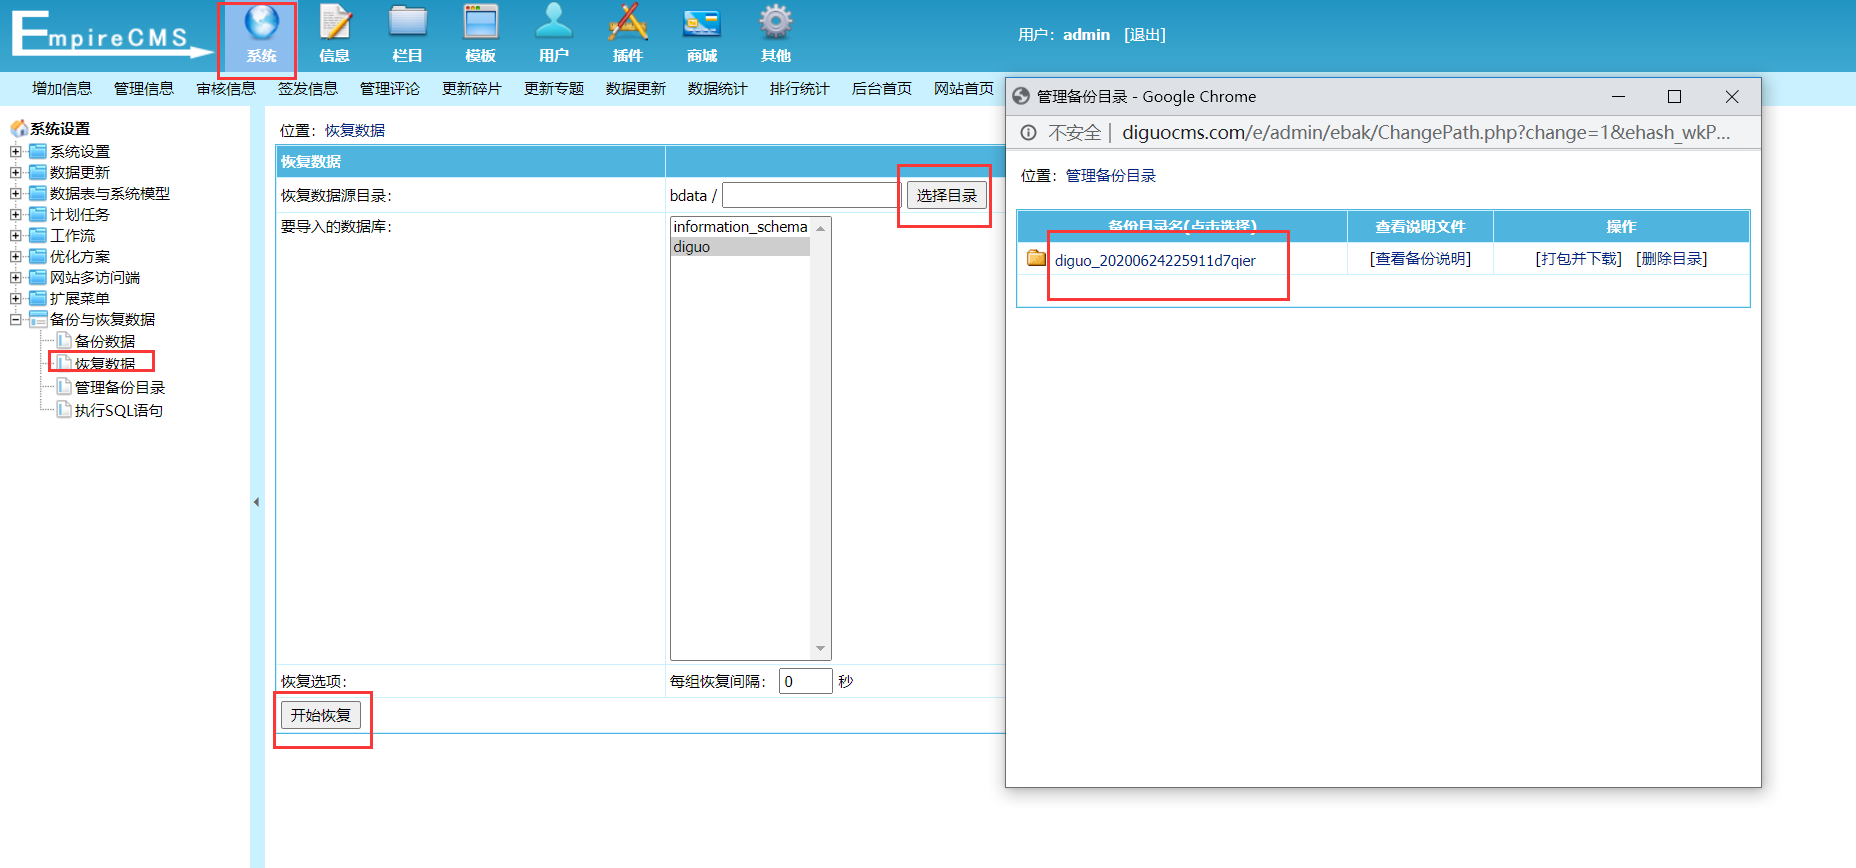 EmpireCMS
系统
信息
栏目
模板
用户
插件
商城
其他
用户：admin [退出]
增加信息 管理信息 审核信息 签发信息 管理评论 更新碎片 更新专题 数据更新 数据统计 排行统计 后台首页 网站首页
系统设置
系统设置
数据更新
数据表与系统模型
计划任务
工作流
优化方案
网站多访问端
扩展菜单
备份与恢复数据
备份数据
恢复数据
管理备份目录
执行SQL语句
位置：恢复数据
恢复数据
恢复数据源目录：
bdata /
选择目录
要导入的数据库：
information_schema
diguo
恢复选项：
每组恢复间隔： 0 秒
开始恢复
管理备份目录 - Google Chrome
不安全 | diguocms.com/e/admin/ebak/ChangePath.php?change=1&ehash_wkP...
位置：管理备份目录
备份目录名(点击选择) 查看说明文件 操作
diguo_20200624225911d7qier [查看备份说明] [打包并下载] [删除目录]